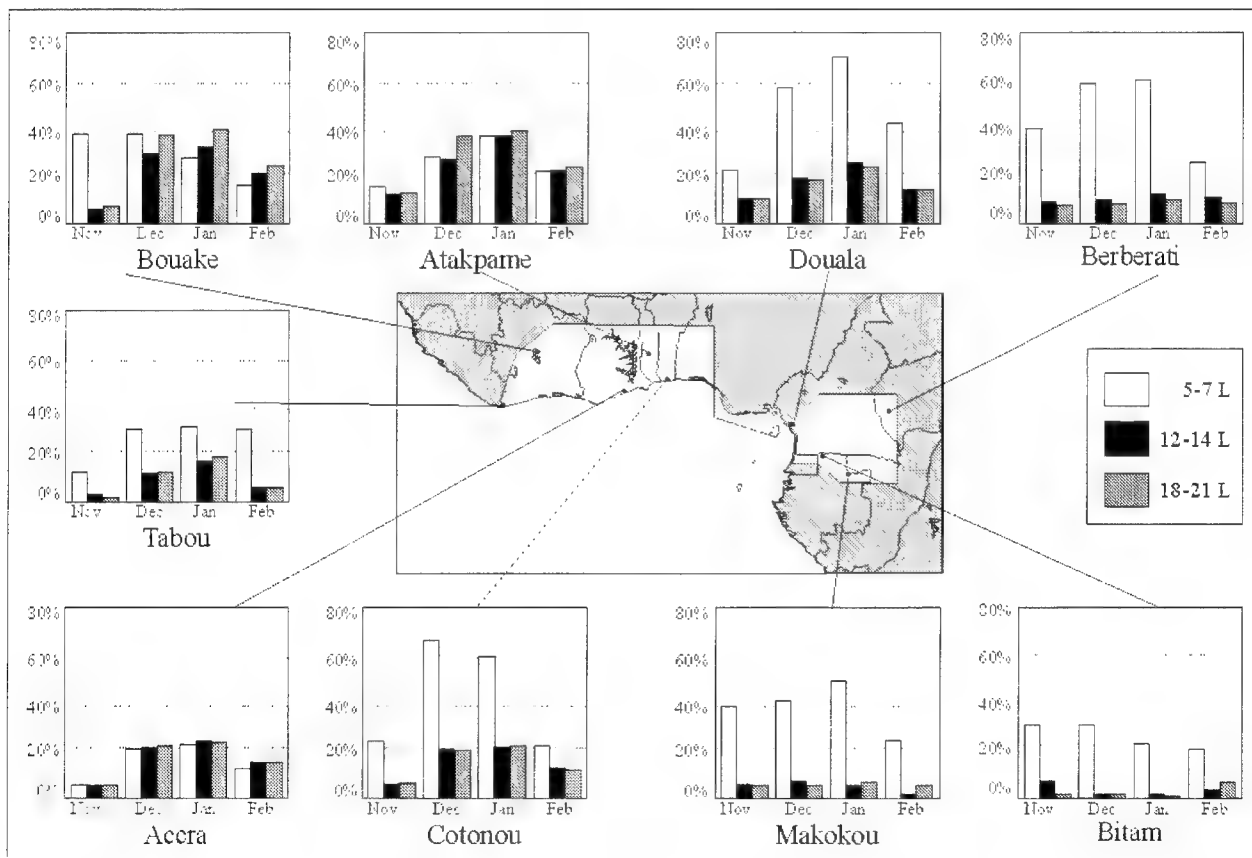 80% 80% 80% 80%
60% 60% 60% 60%
40% 40% 40% 40%
20% 20% 20% 20%
0% 0% 0% 0%
Nov Dec Jan Feb Nov Dec Jan Feb Nov Dec Jan Feb Nov Dec Jan Feb
Bouake Atakpame Douala Berberati
80%
60%
40%
20%
0%
Nov Dec Jan Feb
Tabou
5-7 L
12-14 L
18-21 L
80% 80% 80% 80%
60% 60% 60% 60%
40% 40% 40% 40%
20% 20% 20% 20%
0% 0% 0% 0%
Nov Dec Jan Feb Nov Dec Jan Feb Nov Dec Jan Feb Nov Dec Jan Feb
Accra Cotonou Makokou Bitam